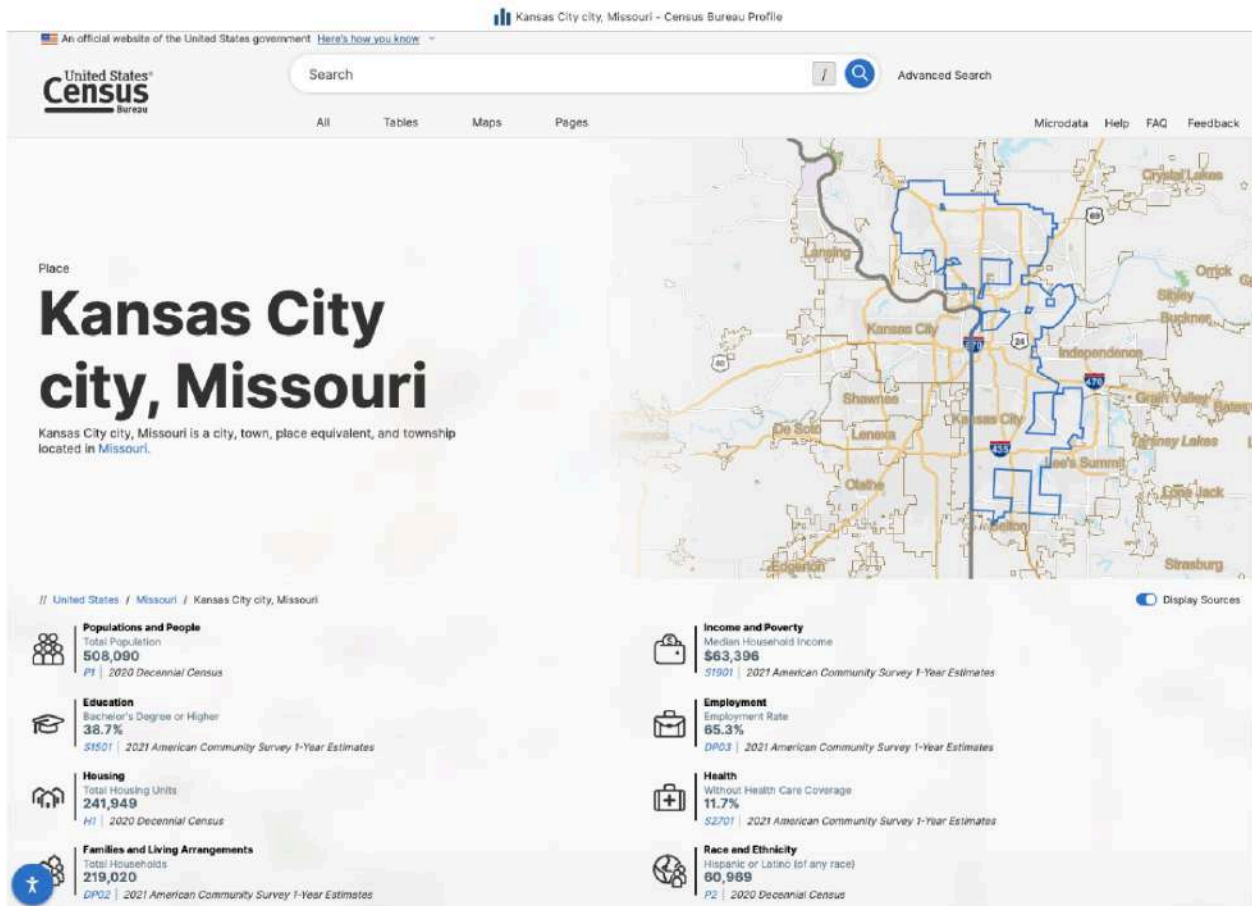 Kansas City city, Missouri - Census Bureau Profile
An official website of the United States government Here's how you know
United States®
Census
Bureau
Search
/
Advanced Search
All Tables Maps Pages
Microdata Help FAQ Feedback
Crystal Lakes
69
Lansing
Orrick
Sibley
Buckner
Kansas City
670
24
Independence
40
470
Shawnee
Grain Valley
Kansas City
De Soto
Lenexa
435
Tarsney Lakes
Lee's Summit
Olathe
Lone Jack
Belton
Edgerton
Strasburg
Place
Kansas City
city, Missouri
Kansas City city, Missouri is a city, town, place equivalent, and township
located in Missouri.
// United States / Missouri / Kansas City city, Missouri
Display Sources
Populations and People
Total Population
508,090
P1 | 2020 Decennial Census
Income and Poverty
Median Household Income
$63,396
S1901 | 2021 American Community Survey 1-Year Estimates
Education
Bachelor's Degree or Higher
38.7%
S1501 | 2021 American Community Survey 1-Year Estimates
Employment
Employment Rate
65.3%
DP03 | 2021 American Community Survey 1-Year Estimates
Housing
Total Housing Units
241,949
H1 | 2020 Decennial Census
Health
Without Health Care Coverage
11.7%
S2701 | 2021 American Community Survey 1-Year Estimates
Families and Living Arrangements
Total Households
219,020
DP02 | 2021 American Community Survey 1-Year Estimates
Race and Ethnicity
Hispanic or Latino (of any race)
60,969
P2 | 2020 Decennial Census